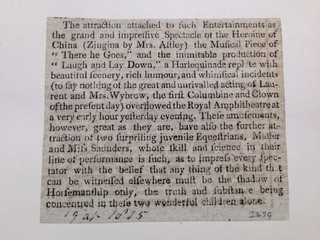 The attraction attached to such Entertainments as
the grand and impressive Spectacle of the Heroine of
China (Zingina by Mrs. Astley) the Musical Piece of
" There he Goes," and the inimitable production of
" Laugh and Lay Down," a Harlequinade replete with
beautiful scenery, rich humour, and whimsical incidents
(to say nothing of the great and unrivalled acting of Lau-
rent and Mrs. Wybrow, the first Columbine and Clown
of the present day) overflowed the Royal Amphitheatre at
a very early hour yesterday evening. These amusements,
however, great as they are, have also the further at-
traction of two surprising juvenile Equestrians, Master
and Miss Saunders, whose skill and science in their
line of performance is such, as to impress every spec-
tator with the belief that any thing of the kind that
can be witnessed elsewhere must be the shadow of
Horsemanship only, the truth and substance being
concentred in these two wonderful children alone.